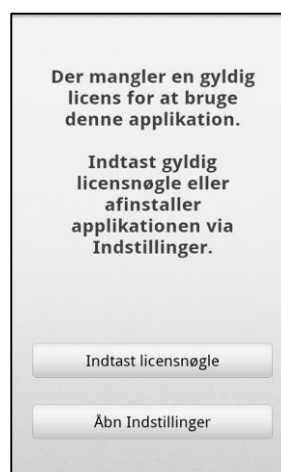 Der mangler en gyldig
licens for at bruge
denne applikation.
Indtast gyldig
licensnøgle eller
afinstaller
applikationen via
Indstillinger.
Indtast licensnøgle
Åbn Indstillinger